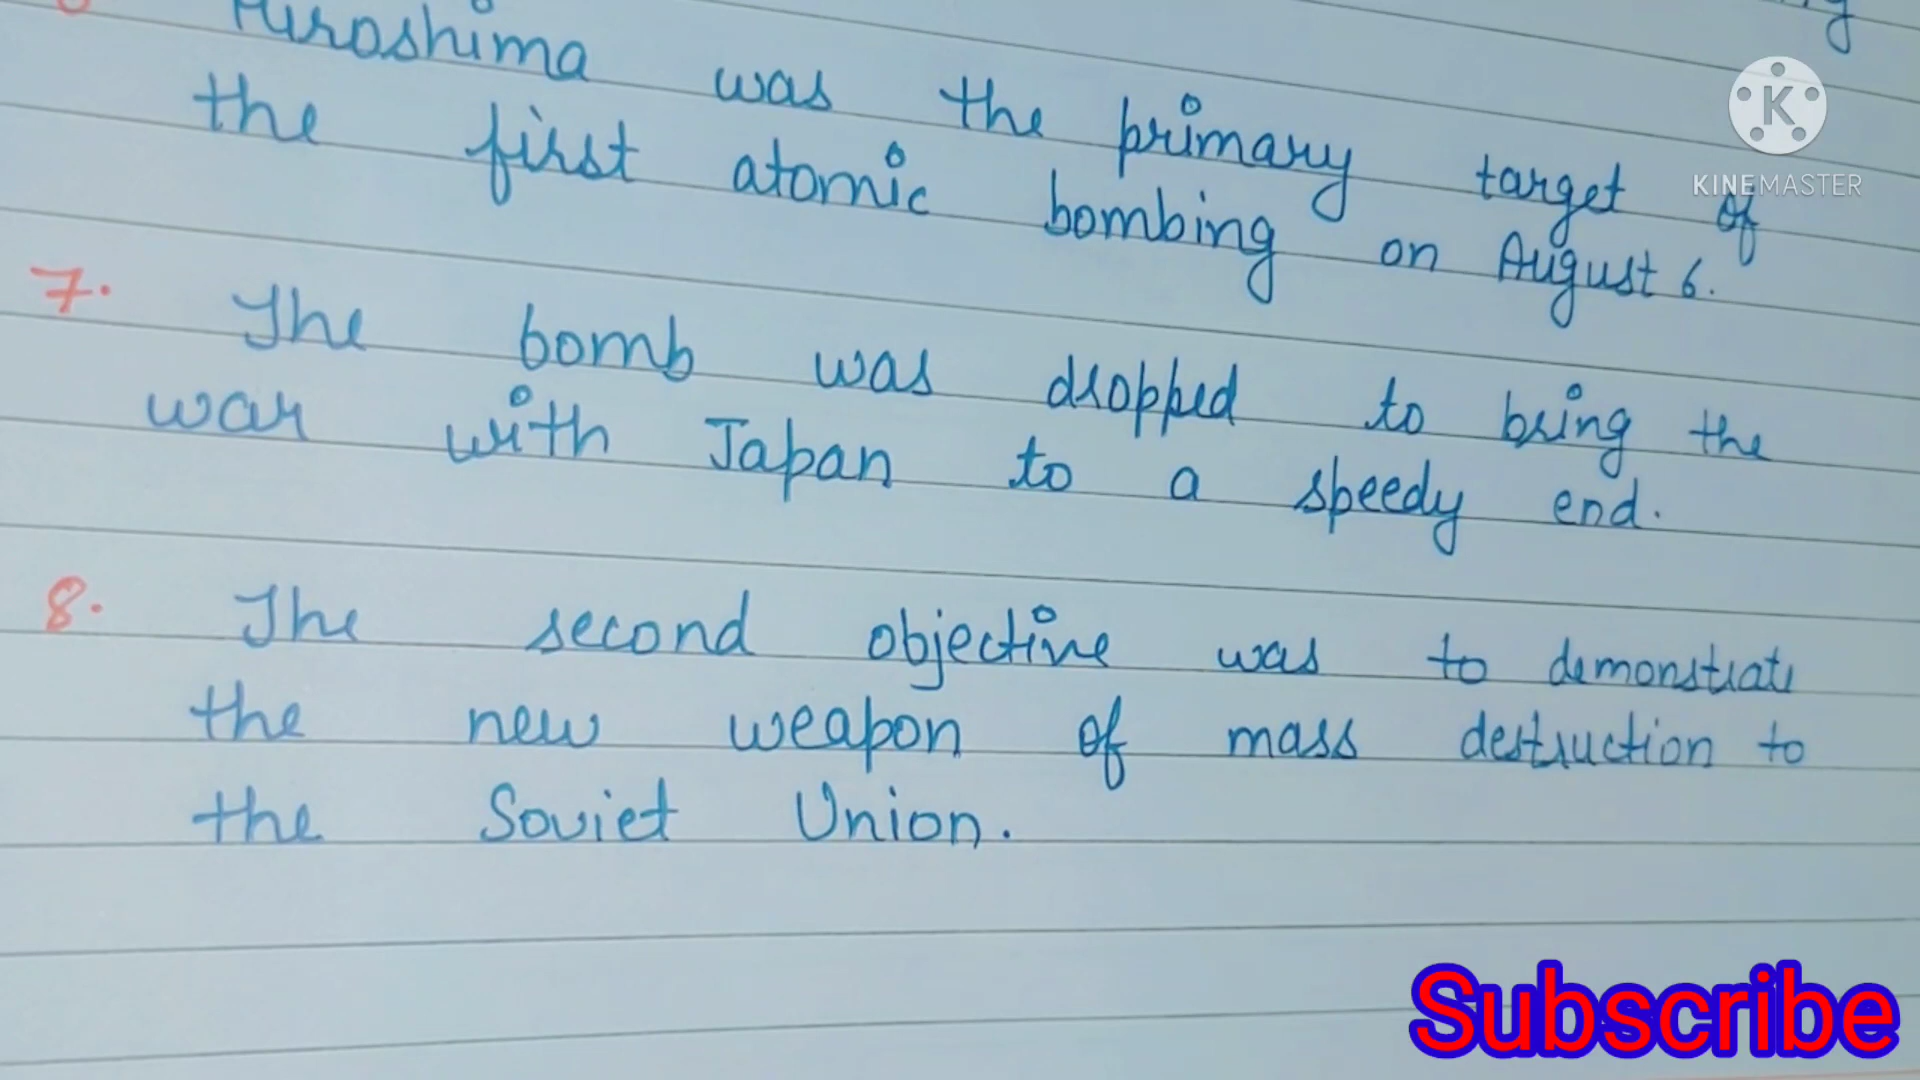 Hiroshima was the primary target of
the first atomic bombing on August 6.
7. The bomb was dropped to bring the
war with Japan to a speedy end.
8. The second objective was to demonstrate
the new weapon of mass destruction to
the Soviet Union.
KINEMASTER
Subscribe